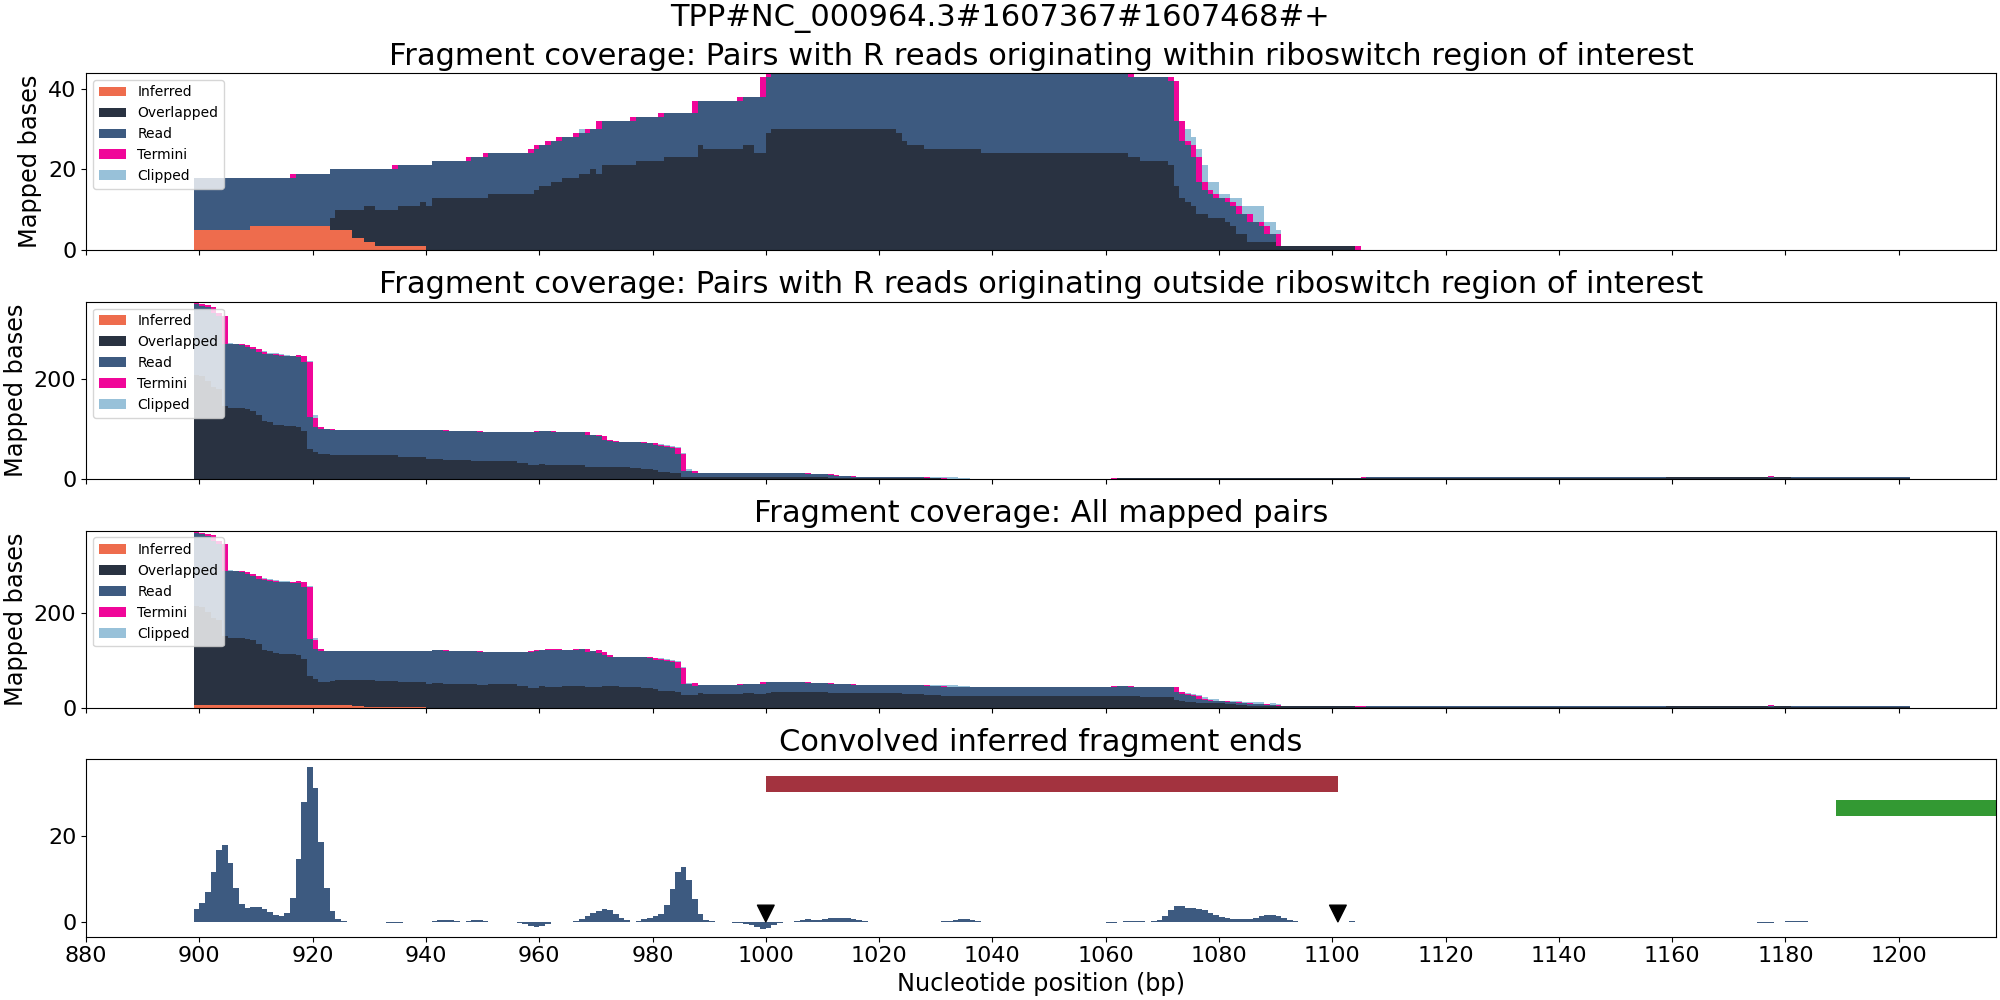 TPP#NC_000964.3#1607367#1607468#+
Fragment coverage: Pairs with R reads originating within riboswitch region of interest
Mapped bases
40
20
0
Inferred
Overlapped
Read
Termini
Clipped
Fragment coverage: Pairs with R reads originating outside riboswitch region of interest
Mapped bases
200
0
Inferred
Overlapped
Read
Termini
Clipped
Fragment coverage: All mapped pairs
Mapped bases
200
0
Inferred
Overlapped
Read
Termini
Clipped
Convolved inferred fragment ends
20
0
880 900 920 940 960 980 1000 1020 1040 1060 1080 1100 1120 1140 1160 1180 1200
Nucleotide position (bp)